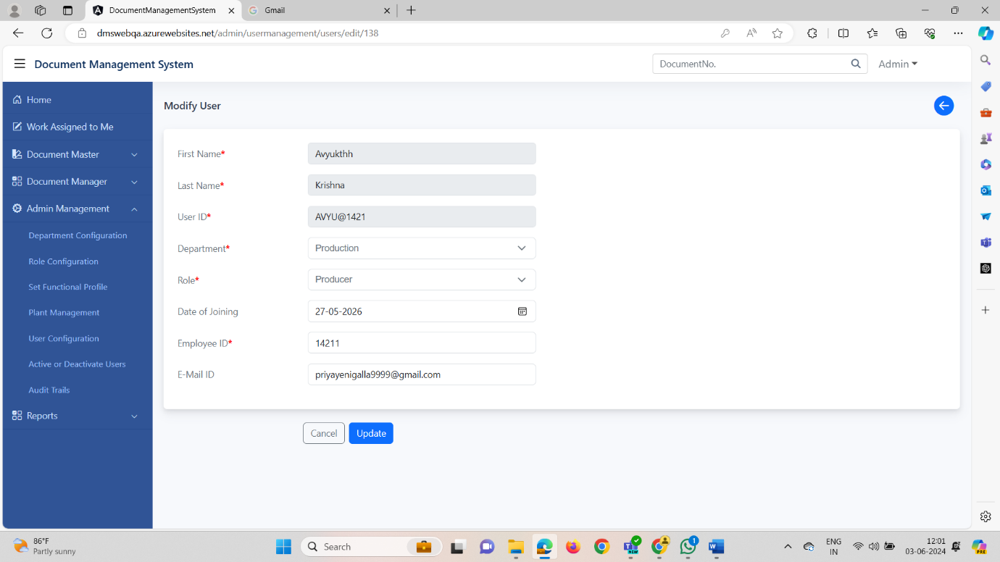 DocumentManagementSystem
Gmail
dmswebqa.azurewebsites.net/admin/usermanagement/users/edit/138
Document Management System
DocumentNo.
Admin
Home
Work Assigned to Me
Document Master
Document Manager
Admin Management
Department Configuration
Role Configuration
Set Functional Profile
Plant Management
User Configuration
Active or Deactivate Users
Audit Trails
Reports
Modify User
First Name* Avyukthh
Last Name* Krishna
User ID* AVYU@1421
Department* Production
Role* Producer
Date of Joining 27-05-2026
Employee ID* 14211
E-Mail ID priyayenigalla9999@gmail.com
Cancel Update
86°F
Partly sunny
Search
NEW
1
ENG
IN
12:01
03-06-2024
PRE